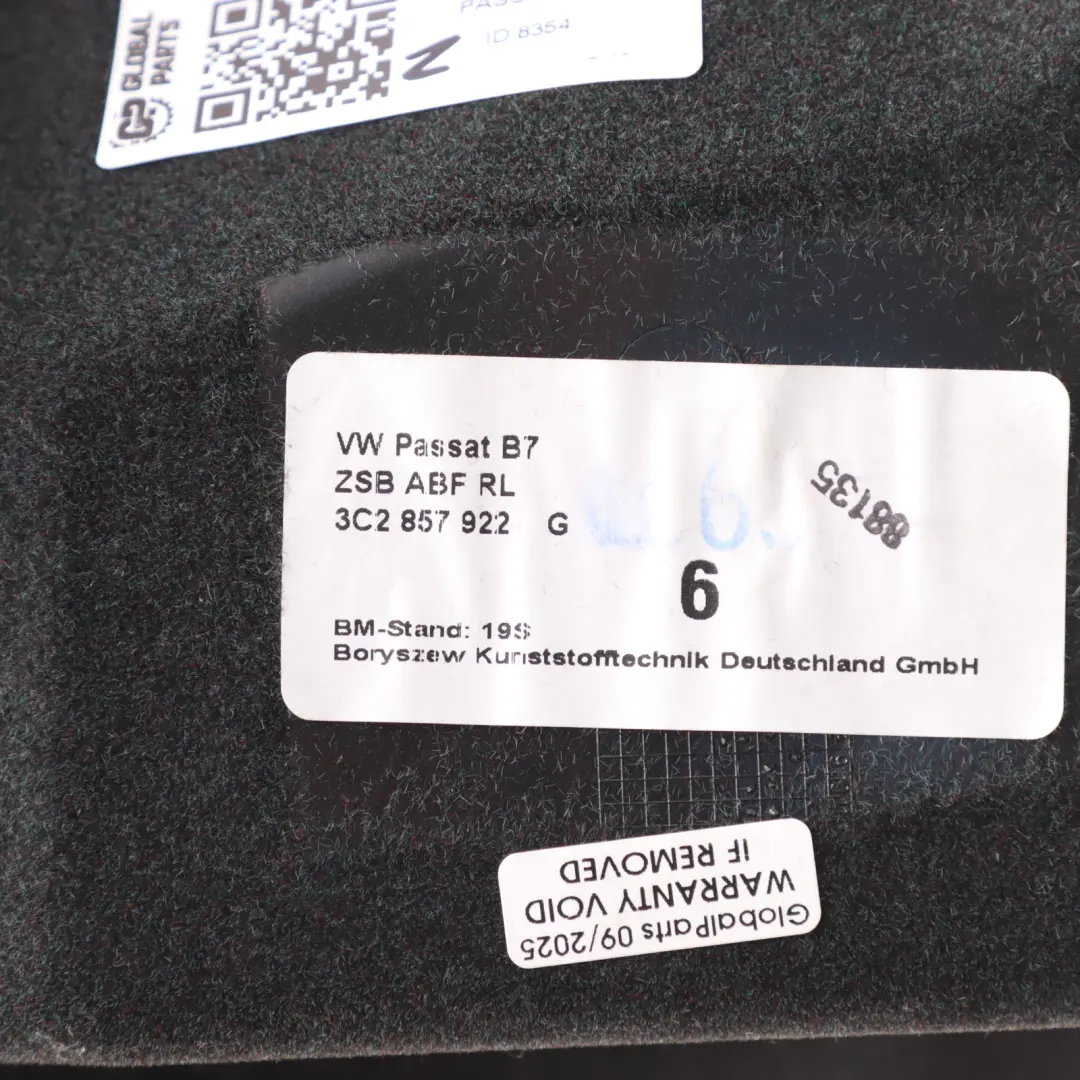 GLOBAL
PARTS
ID 8354
VW Passat B7
ZSB ABF RL
3C2 857 922 G
88135
6
BM-Stand: 19S
Boryszew Kunststofftechnik Deutschland GmbH
GlobalParts 09/2025
WARRANTY VOID
IF REMOVED